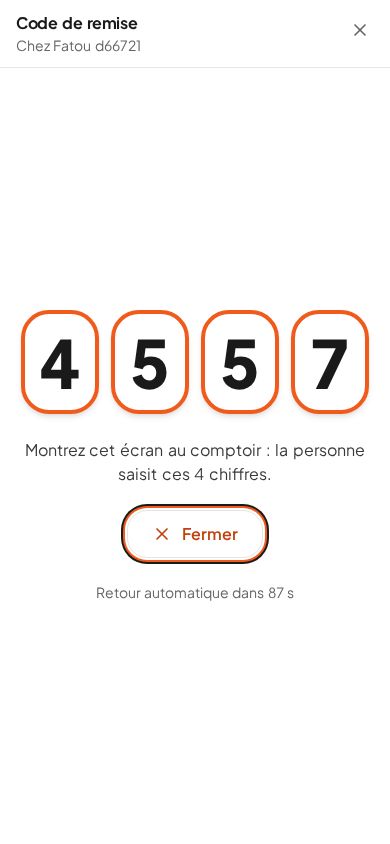 Code de remise
Chez Fatou d66721
4 5 5 7
Montrez cet écran au comptoir : la personne
saisit ces 4 chiffres.
Fermer
Retour automatique dans 87 s